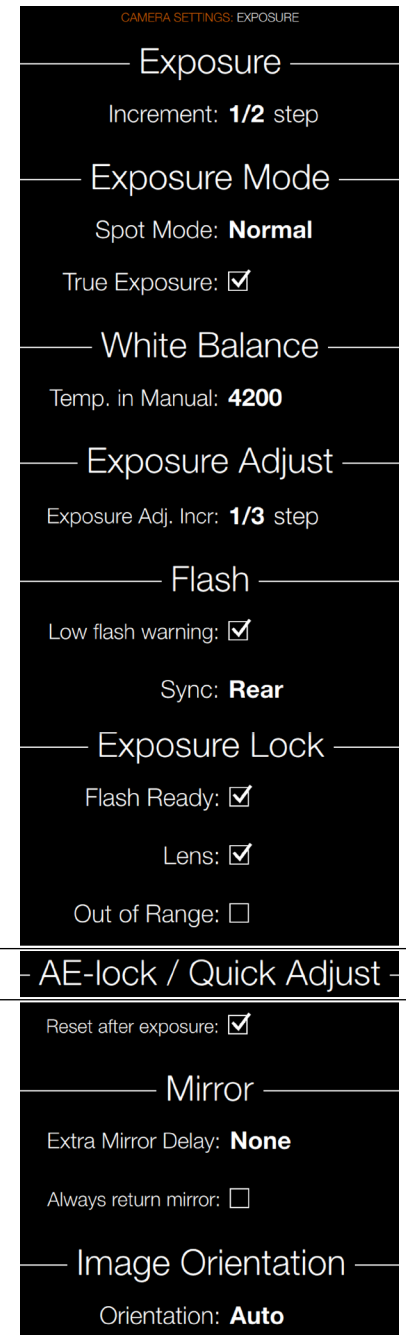 CAMERA SETTINGS: EXPOSURE
Exposure
Increment: 1/2 step
Exposure Mode
Spot Mode: Normal
True Exposure:
White Balance
Temp. in Manual: 4200
Exposure Adjust
Exposure Adj. Incr: 1/3 step
Flash
Low flash warning:
Sync: Rear
Exposure Lock
Flash Ready:
Lens:
Out of Range:
AE-lock / Quick Adjust
Reset after exposure:
Mirror
Extra Mirror Delay: None
Always return mirror:
Image Orientation
Orientation: Auto